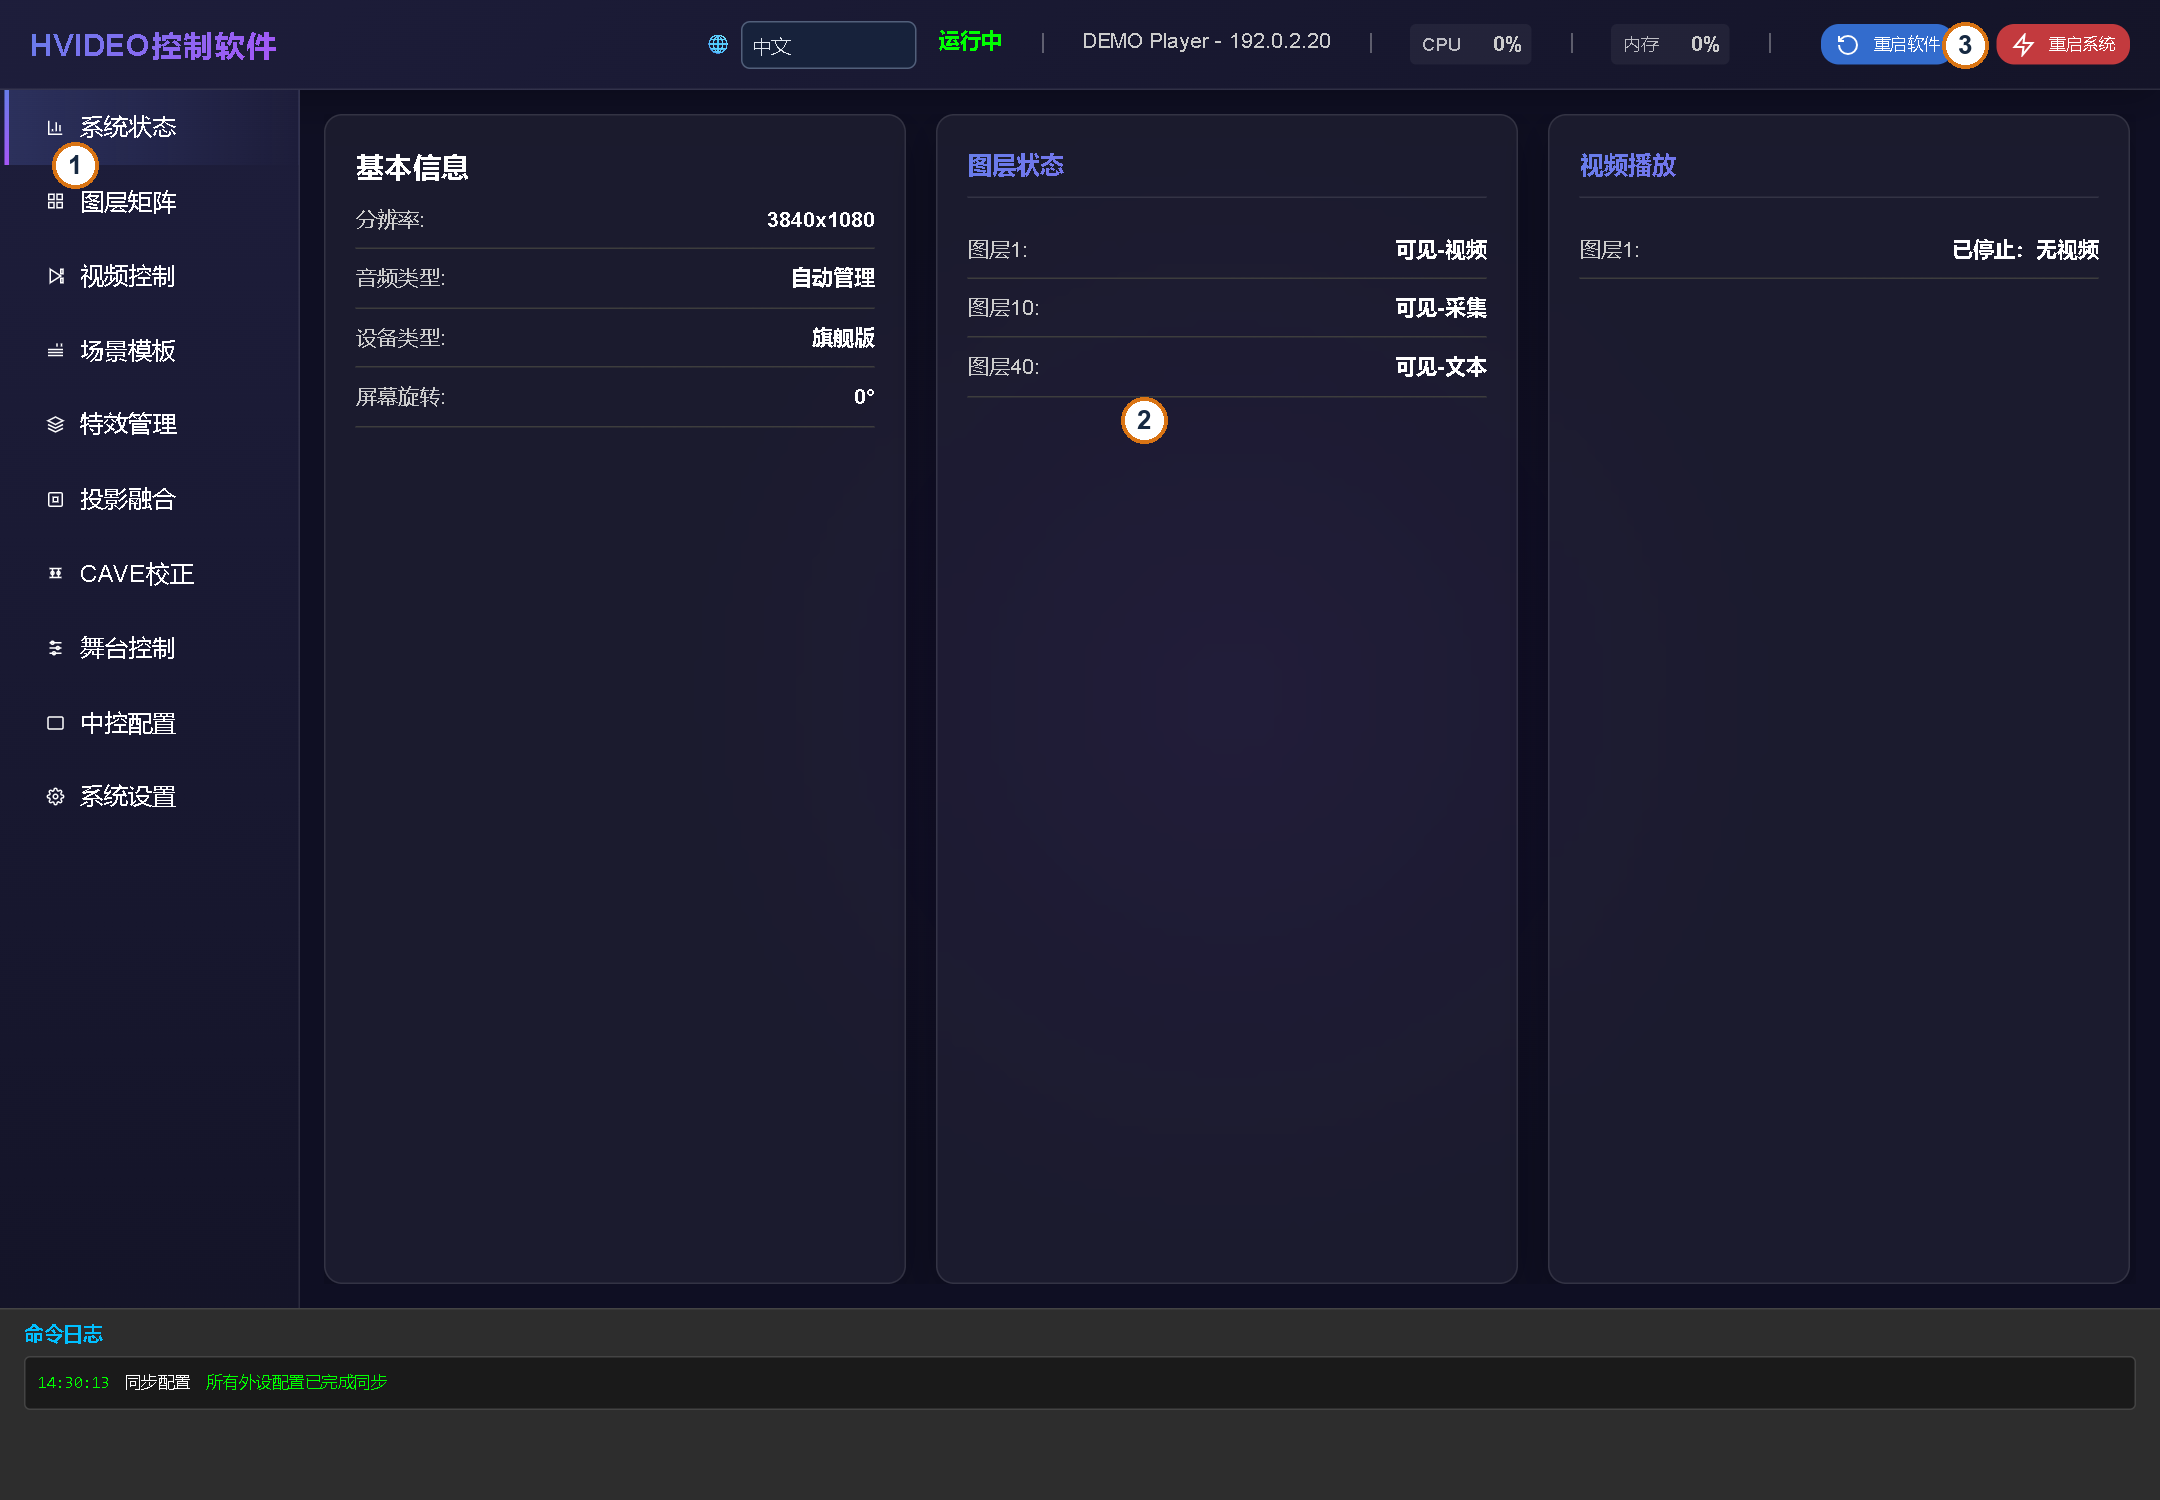 HVIDEO控制软件
中文
运行中 | DEMO Player - 192.0.2.20 | CPU 0% | 内存 0% |
重启软件
3
重启系统
系统状态
1
图层矩阵
视频控制
场景模板
特效管理
投影融合
CAVE校正
舞台控制
中控配置
系统设置
基本信息
分辨率: 3840x1080
音频类型: 自动管理
设备类型: 旗舰版
屏幕旋转: 0°
图层状态
图层1: 可见-视频
图层10: 可见-采集
图层40: 可见-文本
2
视频播放
图层1: 已停止：无视频
命令日志
14:30:13 同步配置 所有外设配置已完成同步